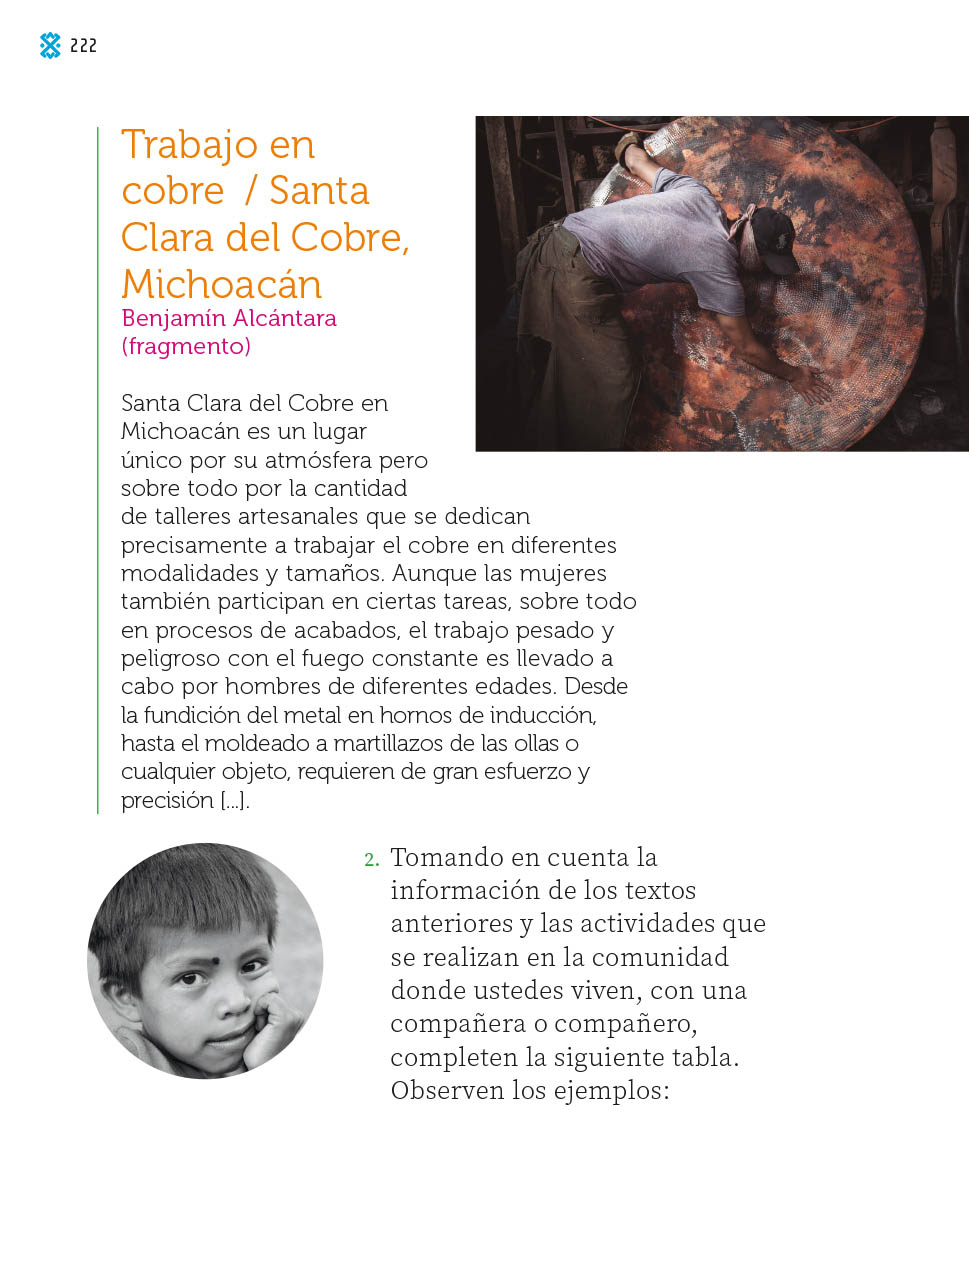 222
Trabajo en
cobre / Santa
Clara del Cobre,
Michoacán
Benjamín Alcántara
(fragmento)
Santa Clara del Cobre en
Michoacán es un lugar
único por su atmósfera pero
sobre todo por la cantidad
de talleres artesanales que se dedican
precisamente a trabajar el cobre en diferentes
modalidades y tamaños. Aunque las mujeres
también participan en ciertas tareas, sobre todo
en procesos de acabados, el trabajo pesado y
peligroso con el fuego constante es llevado a
cabo por hombres de diferentes edades. Desde
la fundición del metal en hornos de inducción,
hasta el moldeado a martillazos de las ollas o
cualquier objeto, requieren de gran esfuerzo y
precisión [...].
2. Tomando en cuenta la
información de los textos
anteriores y las actividades que
se realizan en la comunidad
donde ustedes viven, con una
compañera o compañero,
completen la siguiente tabla.
Observen los ejemplos: